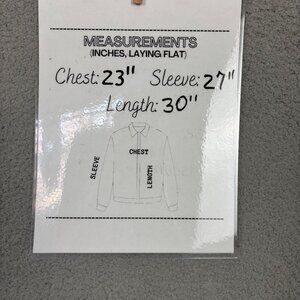 MEASUREMENTS
(INCHES, LAYING FLAT)
Chest: 23" Sleeve: 27"
Length: 30"
CHEST
SLEEVE
LENGTH